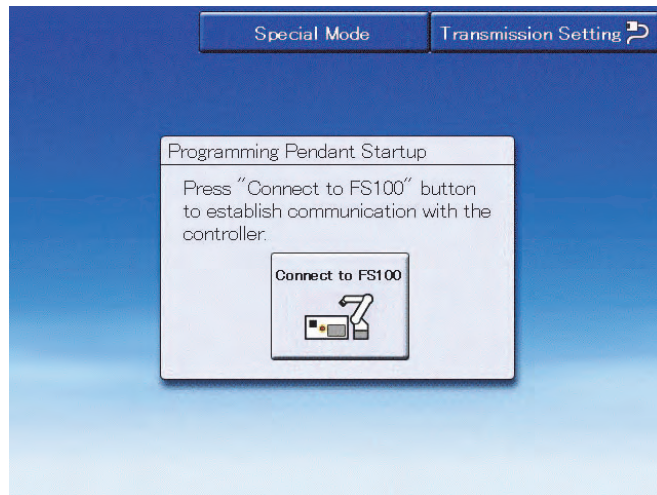 Special Mode
Transmission Setting
Programming Pendant Startup
Press "Connect to FS100" button
to establish communication with the
controller.
Connect to FS100